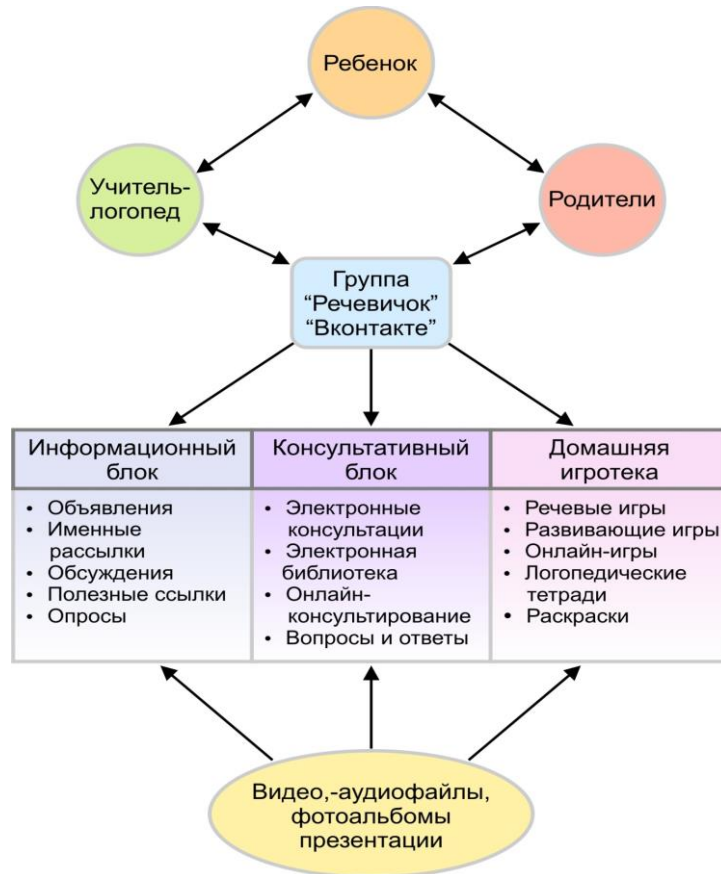 Ребенок
Учитель-
логопед
Родители
Группа
“Речевичок”
“Вконтакте”
Информационный
блок
• Объявления
• Именные
рассылки
• Обсуждения
• Полезные ссылки
• Опросы
Консультативный
блок
• Электронные
консультации
• Электронная
библиотека
• Онлайн-
консультирование
• Вопросы и ответы
Домашняя
игротека
• Речевые игры
• Развивающие игры
• Онлайн-игры
• Логопедические
тетради
• Раскраски
Видео,-аудиофайлы,
фотоальбомы
презентации